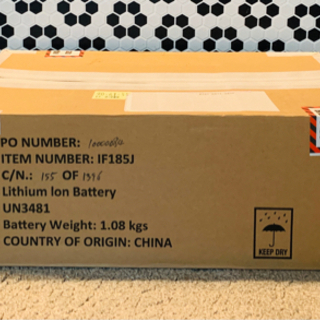 PO NUMBER:
ITEM NUMBER: IF185J
C/N.: 155 OF 1396
Lithium Ion Battery
UN3481
Battery Weight: 1.08 kgs
COUNTRY OF ORIGIN: CHINA
KEEP DRY